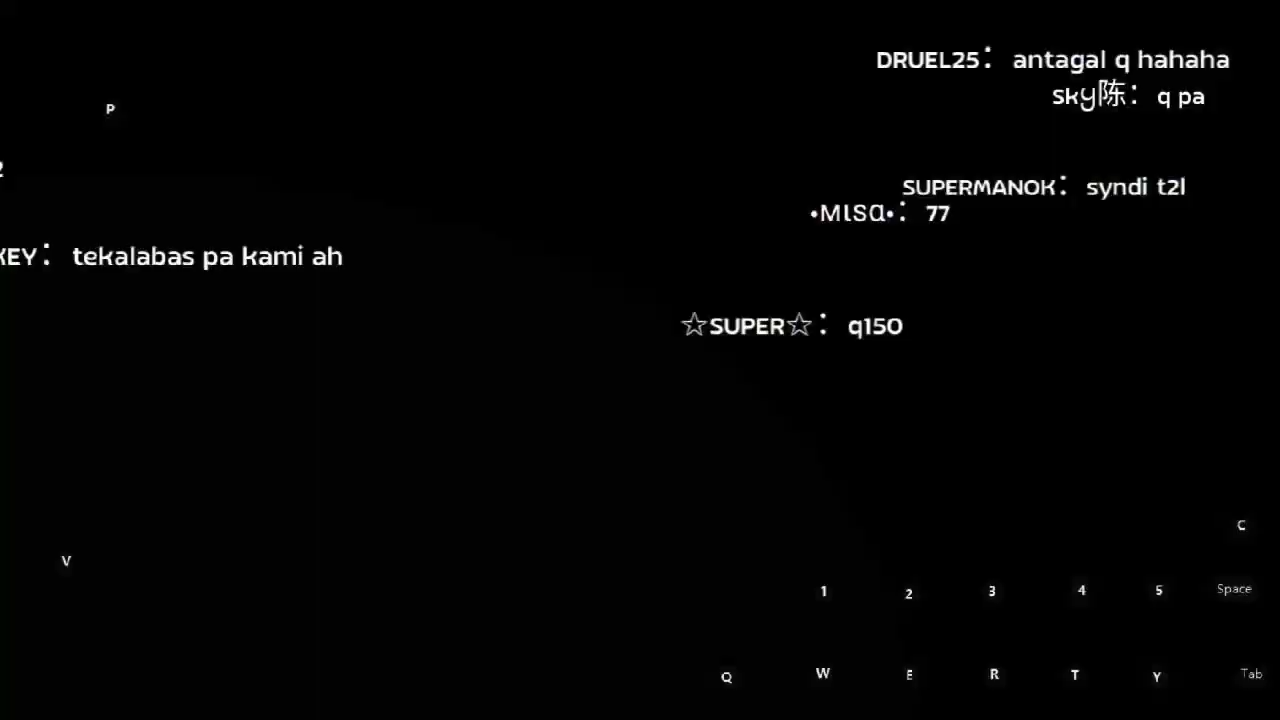 DRUEL25： antagal q hahaha
Sky陈： q pa
P
2
SUPERMANOK： syndi t2l
•MISA•： 77
KEY： tekalabas pa kami ah
☆SUPER☆： q150
C
V
1 2 3 4 5 Space
Q W E R T Y Tab